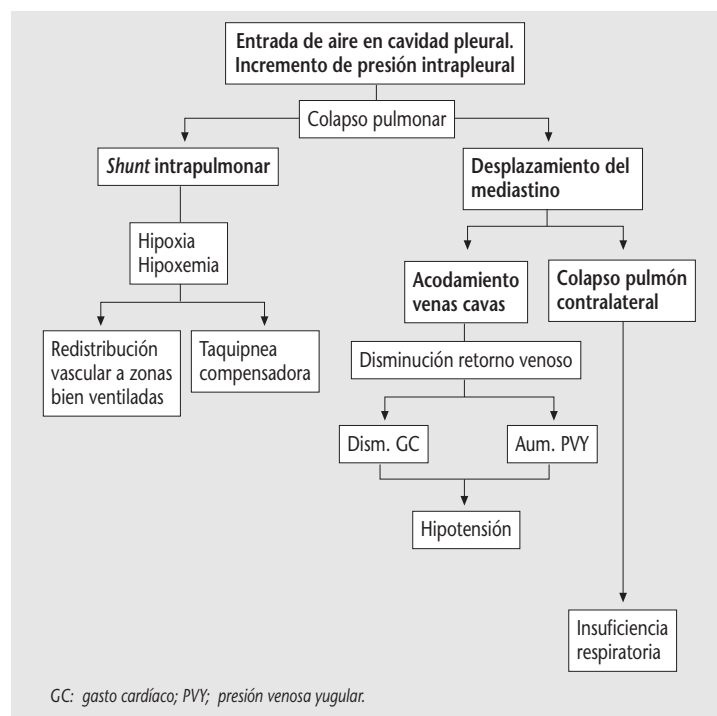 Entrada de aire en cavidad pleural.
Incremento de presión intrapleural
Colapso pulmonar
Shunt intrapulmonar
Desplazamiento del
mediastino
Hipoxia
Hipoxemia
Acodamiento
venas cavas
Colapso pulmón
contralateral
Redistribución
vascular a zonas
bien ventiladas
Taquipnea
compensadora
Disminución retorno venoso
Dism. GC
Aum. PVY
Hipotensión
Insuficiencia
respiratoria
GC: gasto cardíaco; PVY; presión venosa yugular.